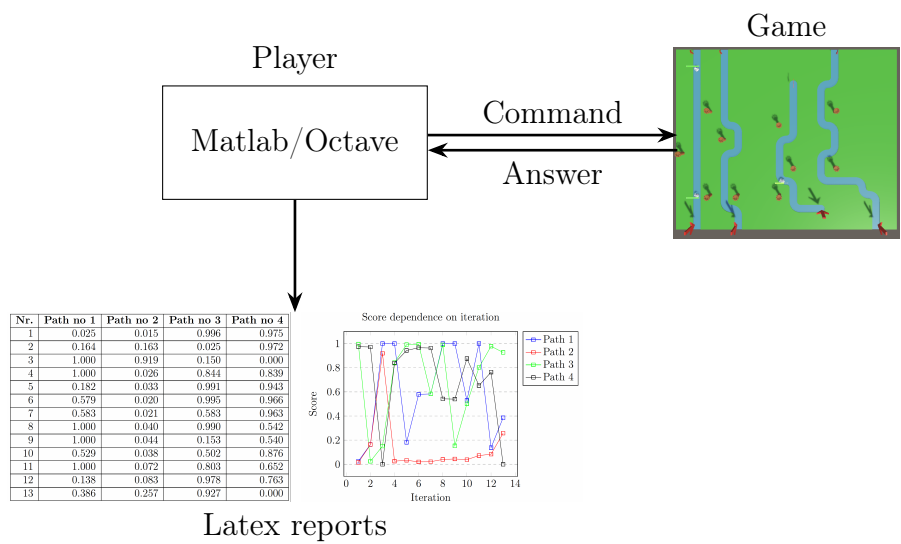 Game
Player
Matlab/Octave
Command
Answer
Nr. Path no 1 Path no 2 Path no 3 Path no 4
1 0.025 0.015 0.996 0.975
2 0.164 0.163 0.025 0.972
3 1.000 0.919 0.150 0.000
4 1.000 0.026 0.844 0.839
5 0.182 0.033 0.991 0.943
6 0.579 0.020 0.995 0.966
7 0.583 0.021 0.583 0.963
8 1.000 0.040 0.990 0.542
9 1.000 0.044 0.153 0.540
10 0.529 0.038 0.502 0.876
11 1.000 0.072 0.803 0.652
12 0.138 0.083 0.978 0.763
13 0.386 0.257 0.927 0.000
Score dependence on iteration
Path 1
Path 2
Path 3
Path 4
Score
1
0.8
0.6
0.4
0.2
0
0 2 4 6 8 10 12 14
Iteration
Latex reports